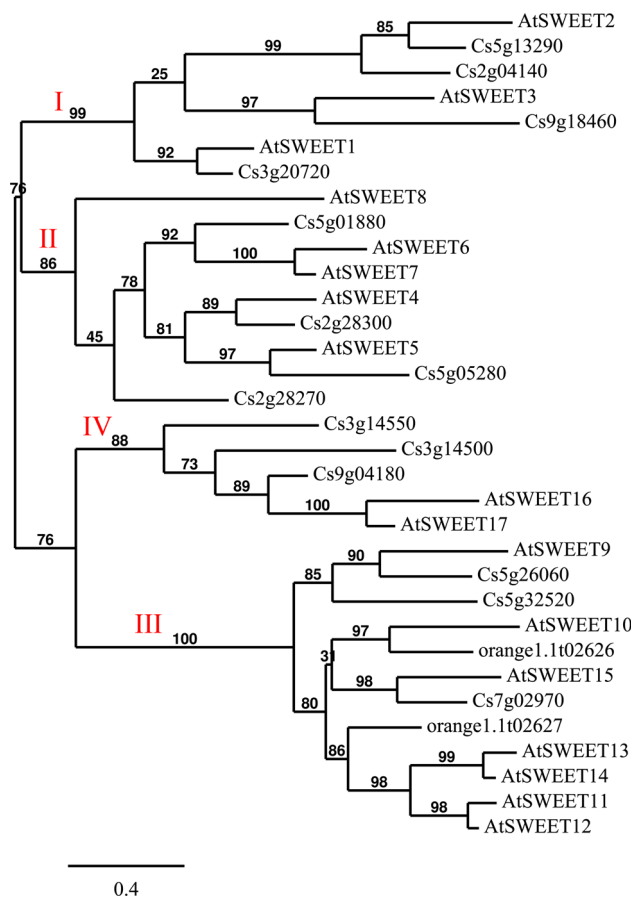 AtSWEET2
85
Cs5g13290
99
Cs2g04140
25
AtSWEET3
97
I
99
Cs9g18460
AtSWEET1
92
Cs3g20720
76
AtSWEET8
Cs5g01880
92
II
AtSWEET6
100
86
AtSWEET7
78
AtSWEET4
89
Cs2g28300
81
45
AtSWEET5
97
Cs5g05280
Cs2g28270
IV
Cs3g14550
88
Cs3g14500
73
Cs9g04180
89
AtSWEET16
100
AtSWEET17
76
AtSWEET9
90
Cs5g26060
85
Cs5g32520
III
AtSWEET10
97
100
orange1.1t02626
31
AtSWEET15
98
Cs7g02970
80
orange1.1t02627
86
AtSWEET13
99
AtSWEET14
98
AtSWEET11
98
AtSWEET12
0.4